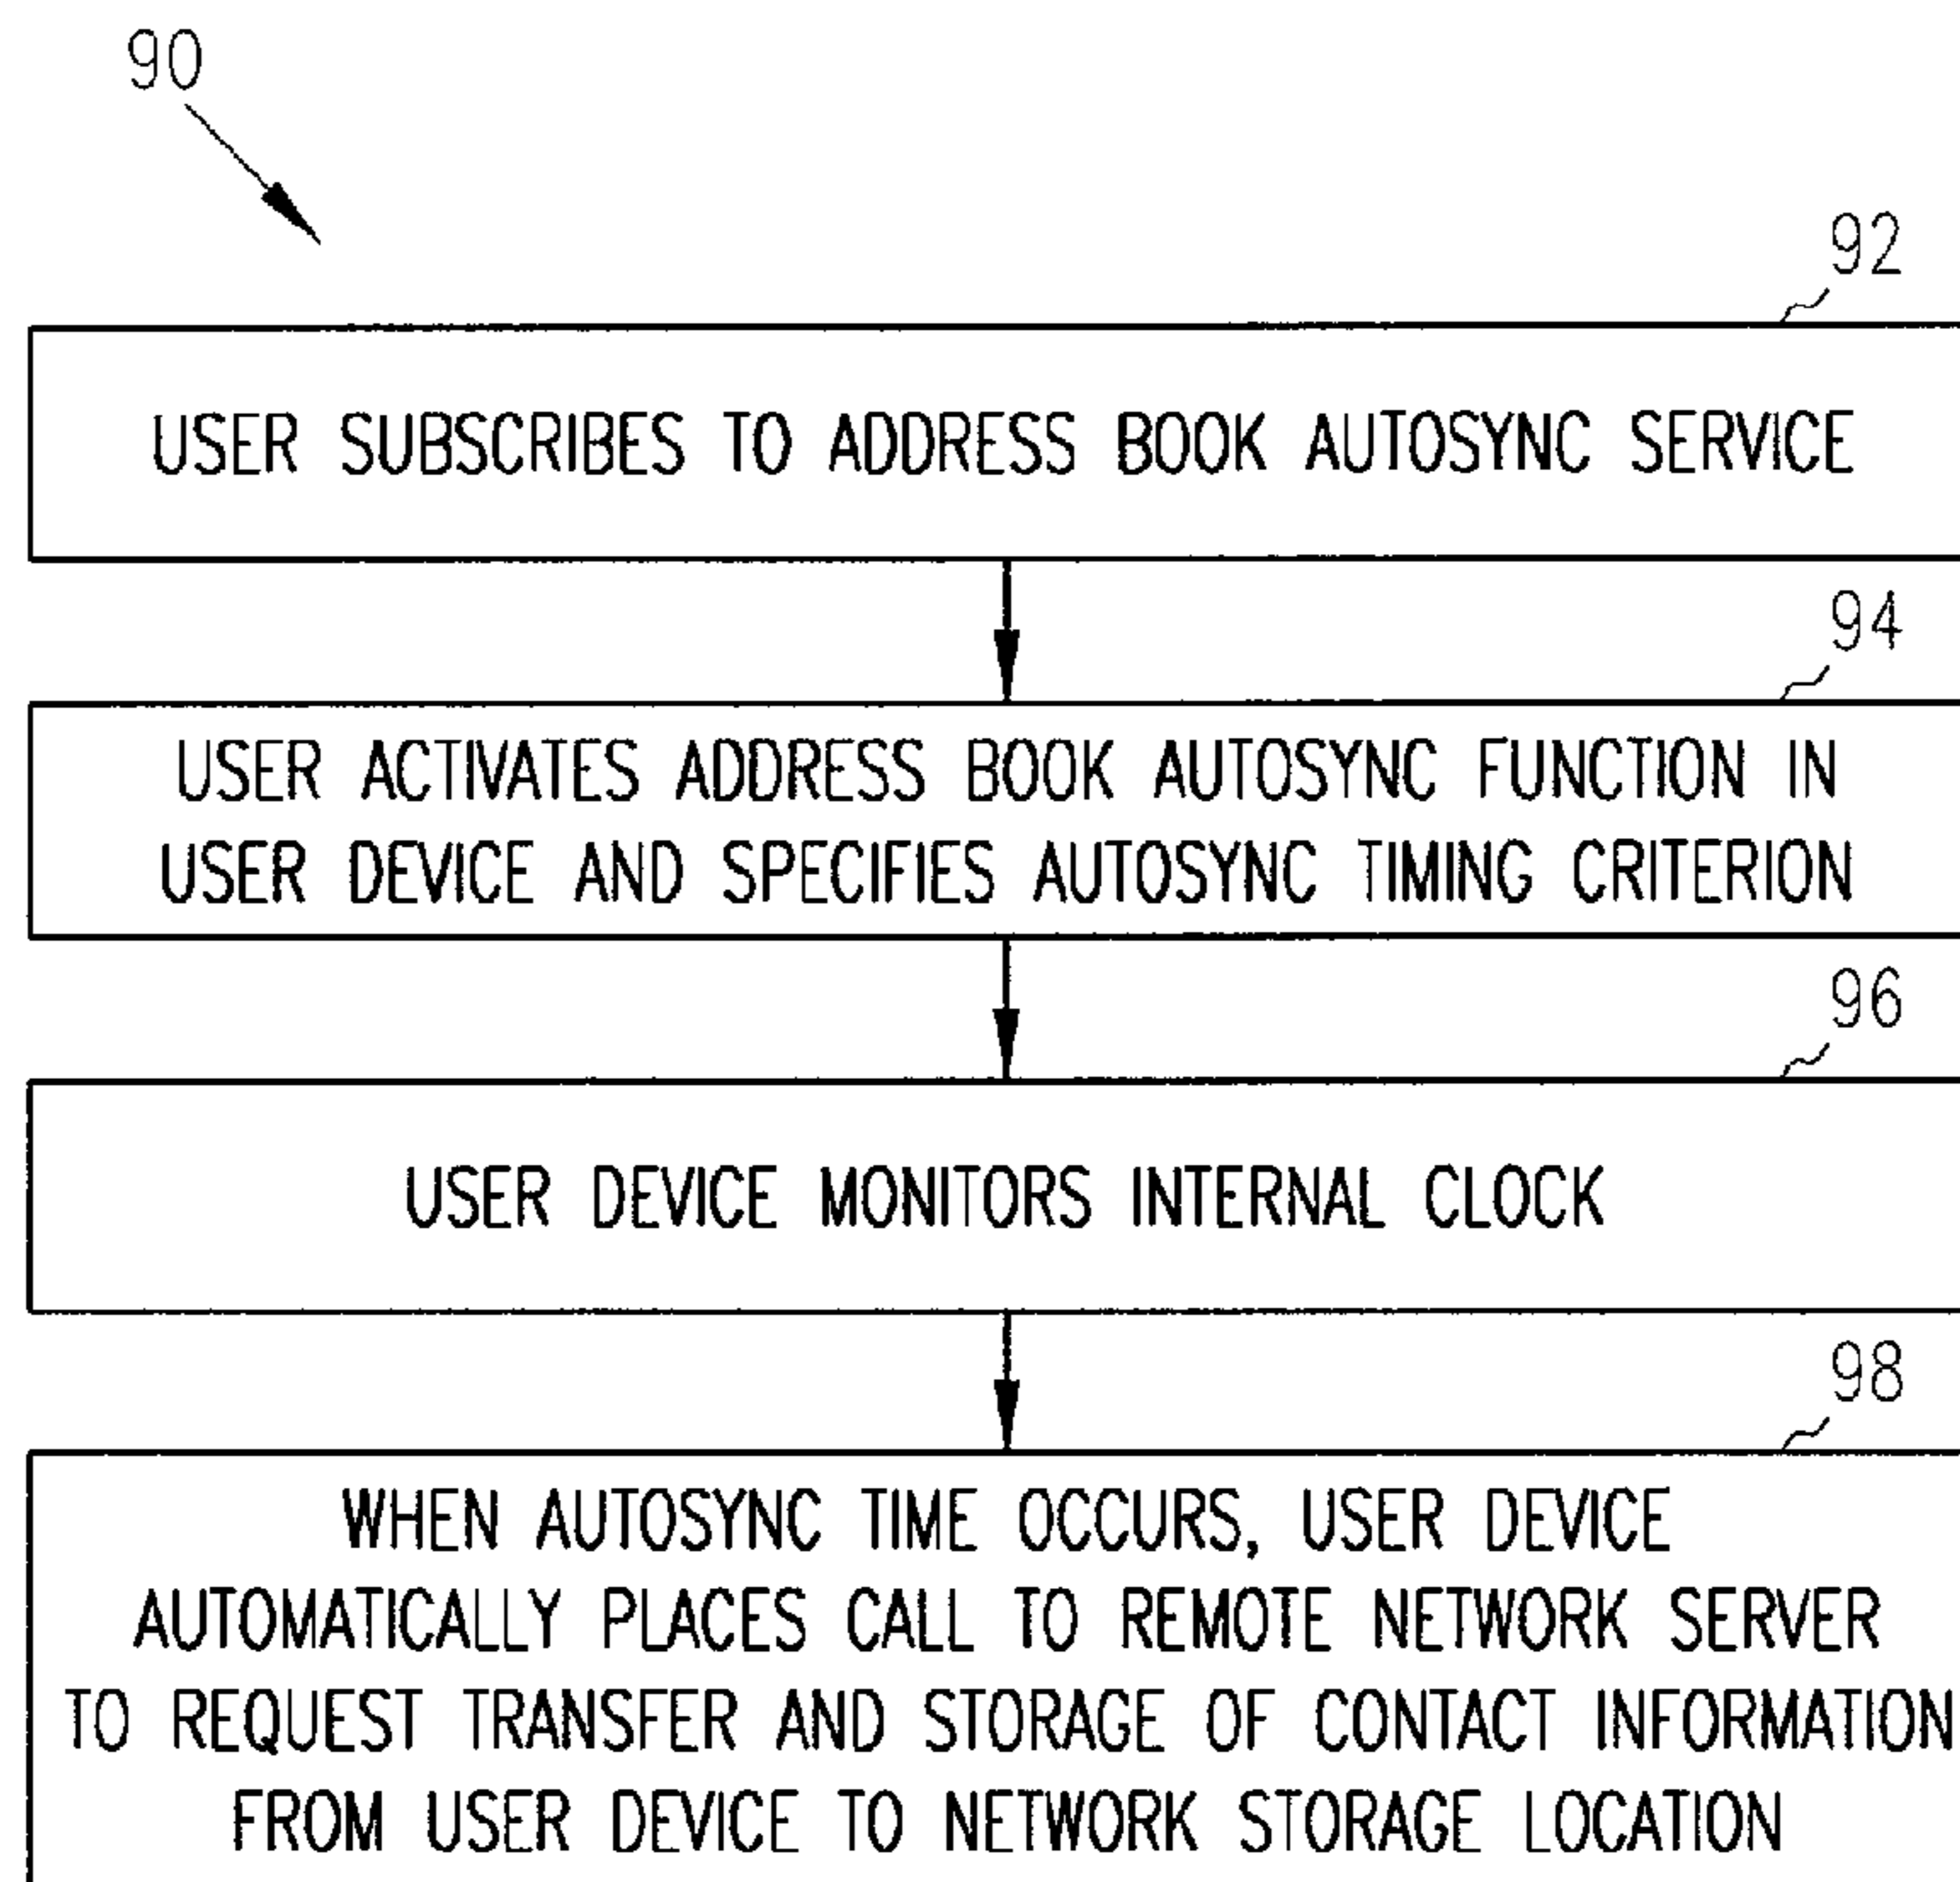 90
92
USER SUBSCRIBES TO ADDRESS BOOK AUTOSYNC SERVICE
94
USER ACTIVATES ADDRESS BOOK AUTOSYNC FUNCTION IN
USER DEVICE AND SPECIFIES AUTOSYNC TIMING CRITERION
96
USER DEVICE MONITORS INTERNAL CLOCK
98
WHEN AUTOSYNC TIME OCCURS, USER DEVICE
AUTOMATICALLY PLACES CALL TO REMOTE NETWORK SERVER
TO REQUEST TRANSFER AND STORAGE OF CONTACT INFORMATION
FROM USER DEVICE TO NETWORK STORAGE LOCATION